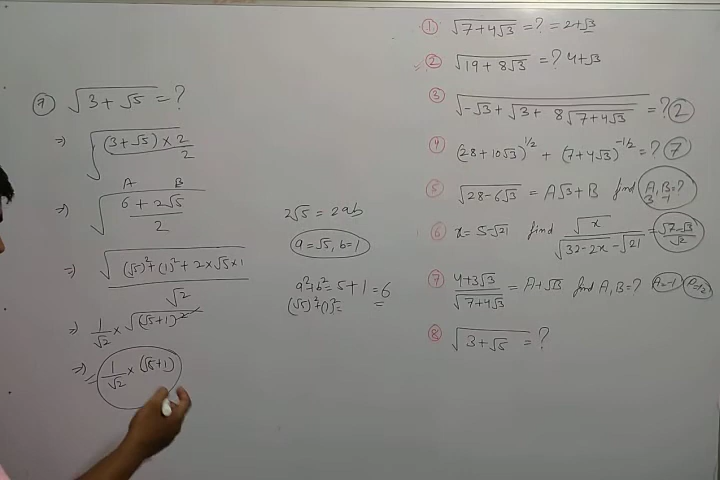 ⑦ √(3 + √5) = ?
⇒ √((3 + √5) × 2 / 2)
A B
⇒ √((6 + 2√5) / 2)
⇒ √((√5)² + (1)² + 2 × √5 × 1) / √2
⇒ 1/√2 × √((√5 + 1)²)
⇒ 1/√2 × (√5 + 1)
2√5 = 2ab
a = √5, b = 1
a² + b² = 5 + 1 = 6
(√5)² + (1)² =
① √(7 + 4√3) = ? = 2 + √3
② √(19 + 8√3) = ? 4 + √3
③ √(-√3 + √(3 + 8√(7 + 4√3))) = ? 2
④ (28 + 10√3)^(1/2) + (7 + 4√3)^(-1/2) = ? 7
⑤ √(28 - 6√3) = A√3 + B find A, B = ?
3 -1
⑥ x = 5 - √21 find √x / (√(32 - 2x) - √21) = (√7 - √3) / √2
⑦ (4 + 3√3) / √(7 + 4√3) = A + √B find A, B = ? A = -1
⑧ √(3 + √5) = ?